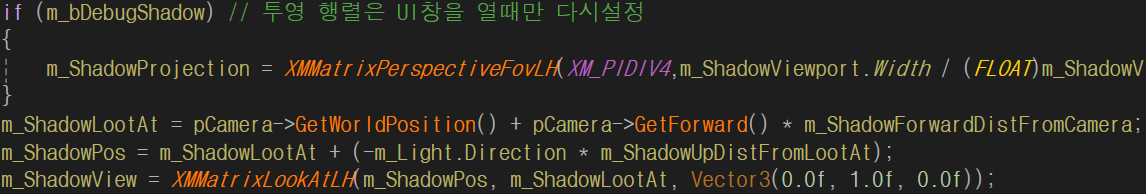 if (m_bDebugShadow) // 투영 행렬은 UI창을 열때만 다시설정
{
m_ShadowProjection = XMMatrixPerspectiveFovLH(XM_PIDIV4,m_ShadowViewport.Width / (FLOAT)m_ShadowV
}
m_ShadowLootAt = pCamera->GetWorldPosition() + pCamera->GetForward() * m_ShadowForwardDistFromCamera;
m_ShadowPos = m_ShadowLootAt + (-m_Light.Direction * m_ShadowUpDistFromLootAt);
m_ShadowView = XMMatrixLookAtLH(m_ShadowPos, m_ShadowLootAt, Vector3(0.0f, 1.0f, 0.0f));